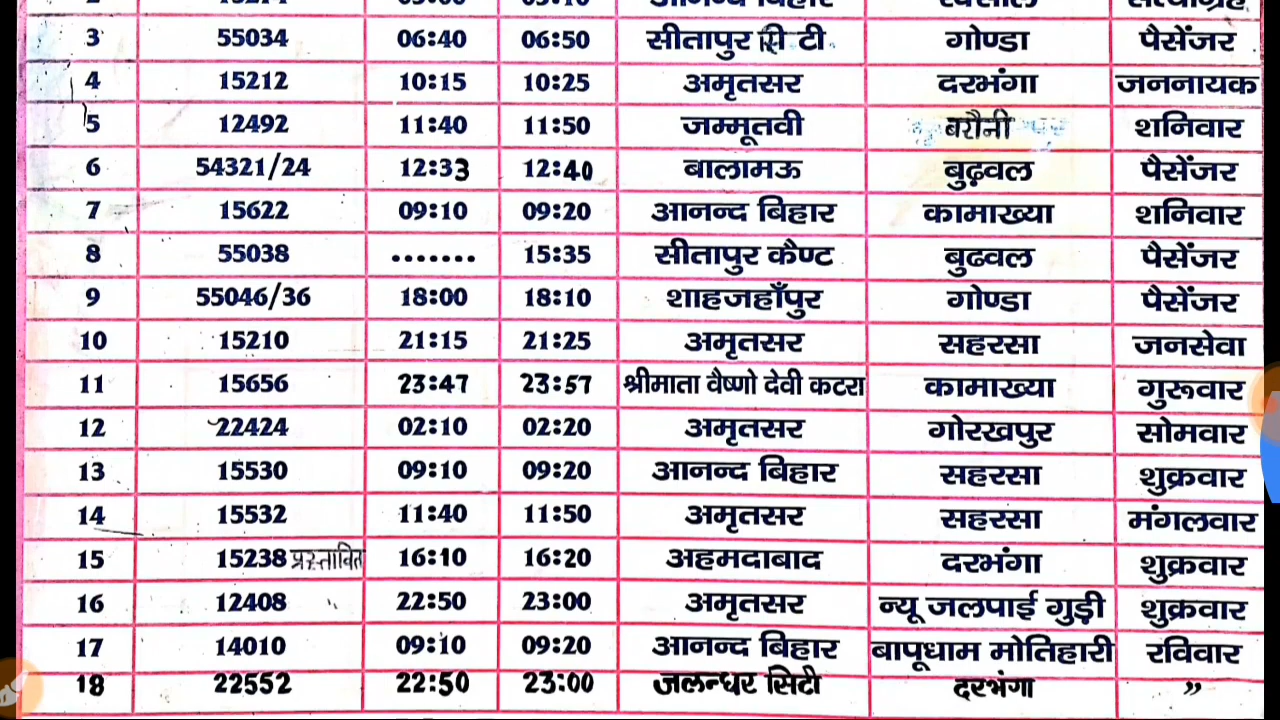 3 55034 06:40 06:50 सीतापुर सि टी गोण्डा पैसेंजर
4 15212 10:15 10:25 अमृतसर दरभंगा जननायक
5 12492 11:40 11:50 जम्मूतवी बरौनी शनिवार
6 54321/24 12:33 12:40 बालामऊ बुढ़वल पैसेंजर
7 15622 09:10 09:20 आनन्द बिहार कामाख्या शनिवार
8 55038 ....... 15:35 सीतापुर कैण्ट बुढवल पैसेंजर
9 55046/36 18:00 18:10 शाहजहाँपुर गोण्डा पैसेंजर
10 15210 21:15 21:25 अमृतसर सहरसा जनसेवा
11 15656 23:47 23:57 श्रीमाता वैष्णो देवी कटरा कामाख्या गुरूवार
12 22424 02:10 02:20 अमृतसर गोरखपुर सोमवार
13 15530 09:10 09:20 आनन्द बिहार सहरसा शुक्रवार
14 15532 11:40 11:50 अमृतसर सहरसा मंगलवार
15 15238 प्रस्तावित 16:10 16:20 अहमदाबाद दरभंगा शुक्रवार
16 12408 22:50 23:00 अमृतसर न्यू जलपाई गुड़ी शुक्रवार
17 14010 09:10 09:20 आनन्द बिहार बापूधाम मोतिहारी रविवार
18 22552 22:50 23:00 जलन्धर सिटी दरभंगा ”